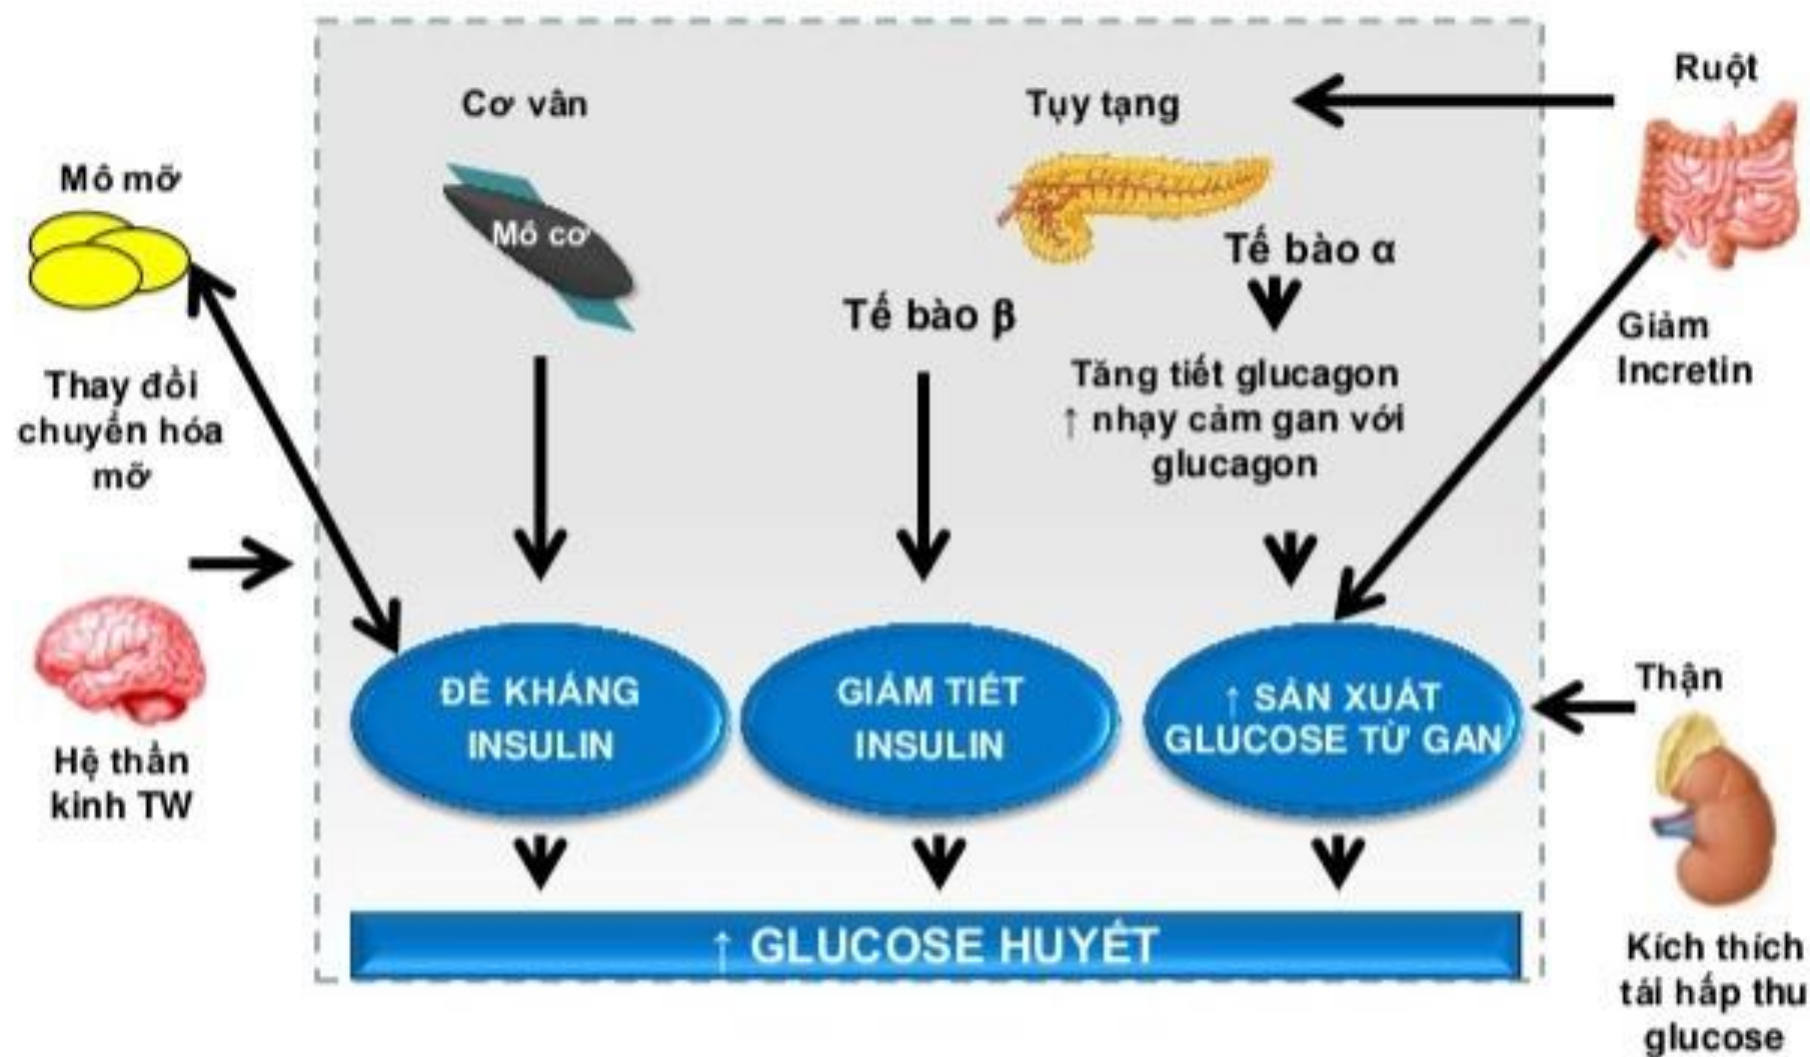 Cơ vân
Tụy tạng
Ruột
Mô mỡ
Mô cơ
Tế bào α
Tế bào β
Giảm
Incretin
Thay đổi
chuyển hóa
mỡ
Tăng tiết glucagon
↑ nhạy cảm gan với
glucagon
Hệ thần
kinh TW
ĐỀ KHÁNG
INSULIN
GIẢM TIẾT
INSULIN
↑ SẢN XUẤT
GLUCOSE TỪ GAN
Thận
↑ GLUCOSE HUYẾT
Kích thích
tái hấp thu
glucose